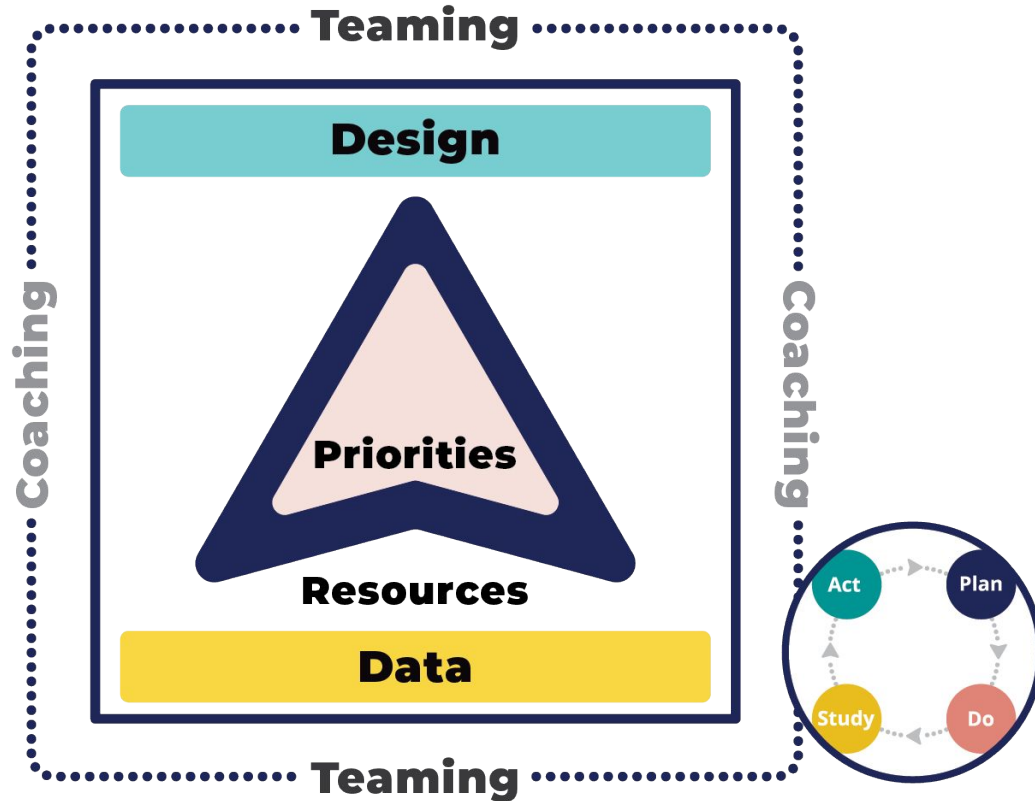 Teaming
Design
Coaching
Coaching
Priorities
Resources
Data
Act
Plan
Study
Do
Teaming